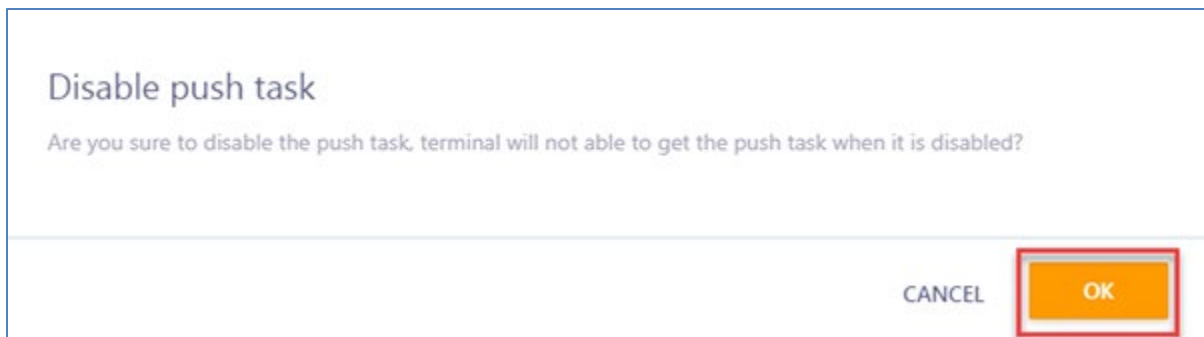 Disable push task
Are you sure to disable the push task, terminal will not able to get the push task when it is disabled?
CANCEL
OK